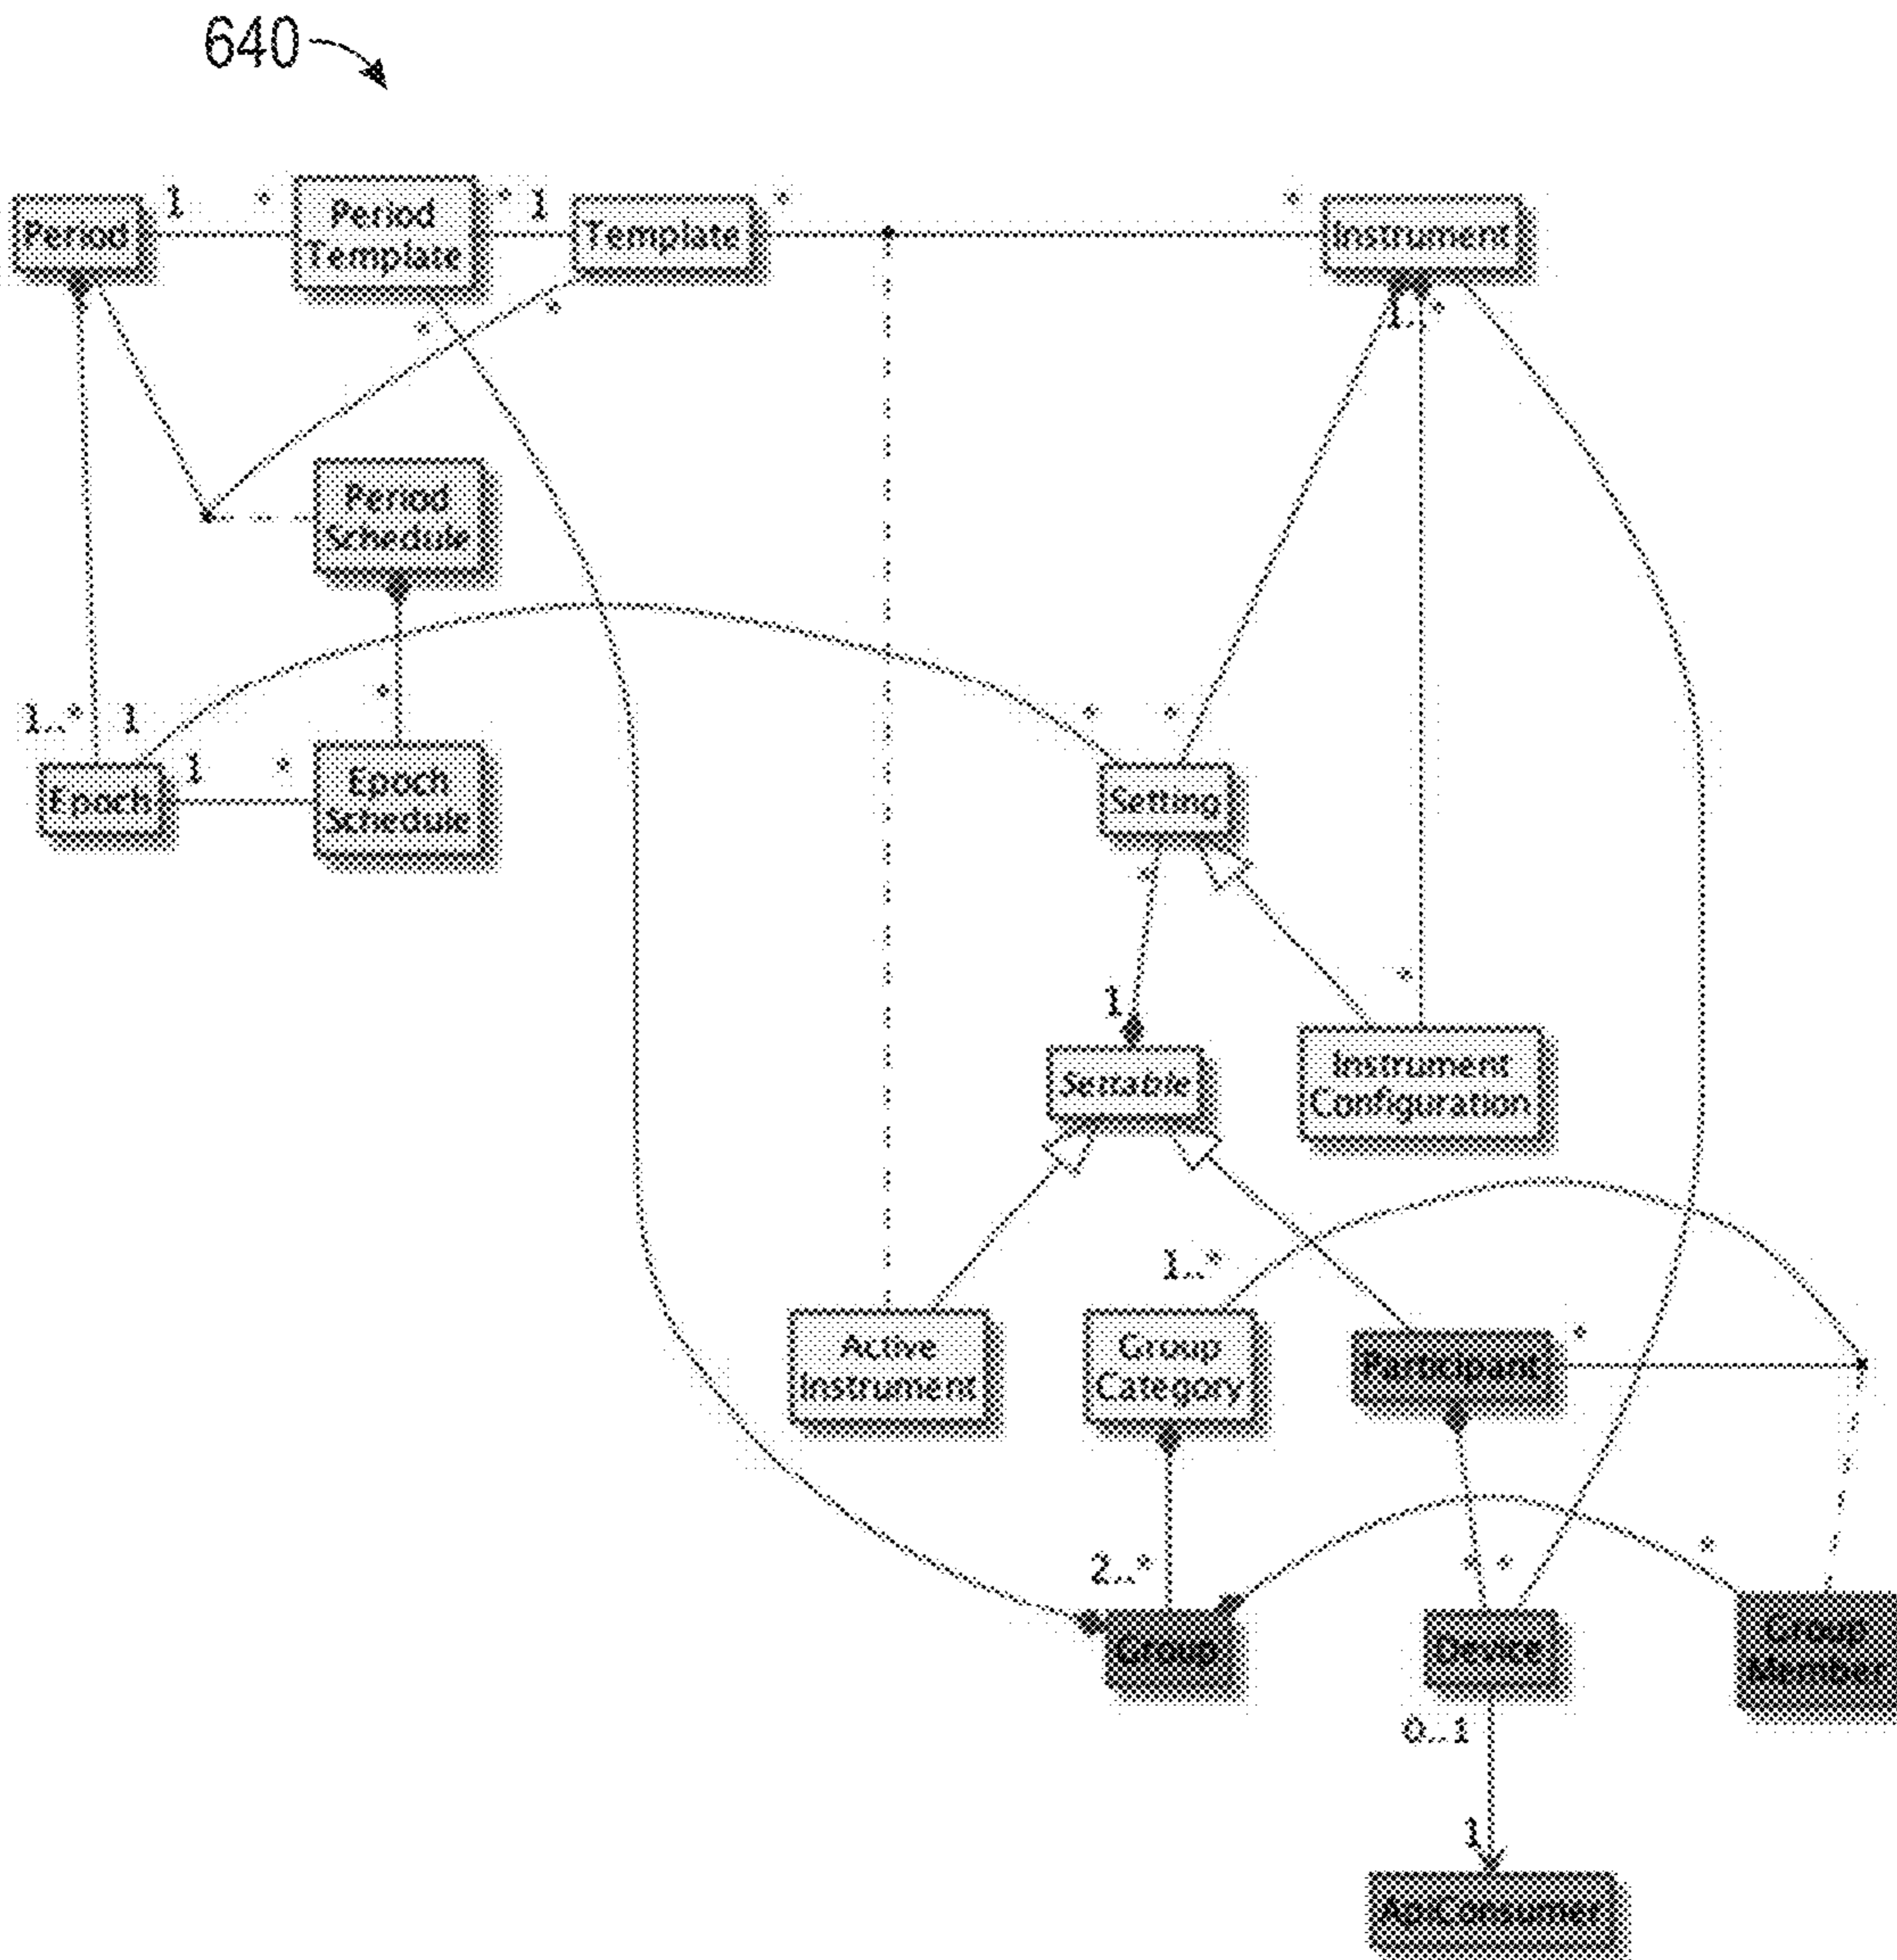 640
1 * * 1 * *
Period
Period
Template
Template
Instrument
* * 1..*
Period
Schedule
*
1..* 1 * *
1 *
Epoch
Epoch
Schedule
Setting
*
*
1
Settable
Instrument
Configuration
1..*
*
Active
Instrument
Group
Category
Participant
2..* * * *
Group
Device
Group
Member
0..1
1
ApiConsumer